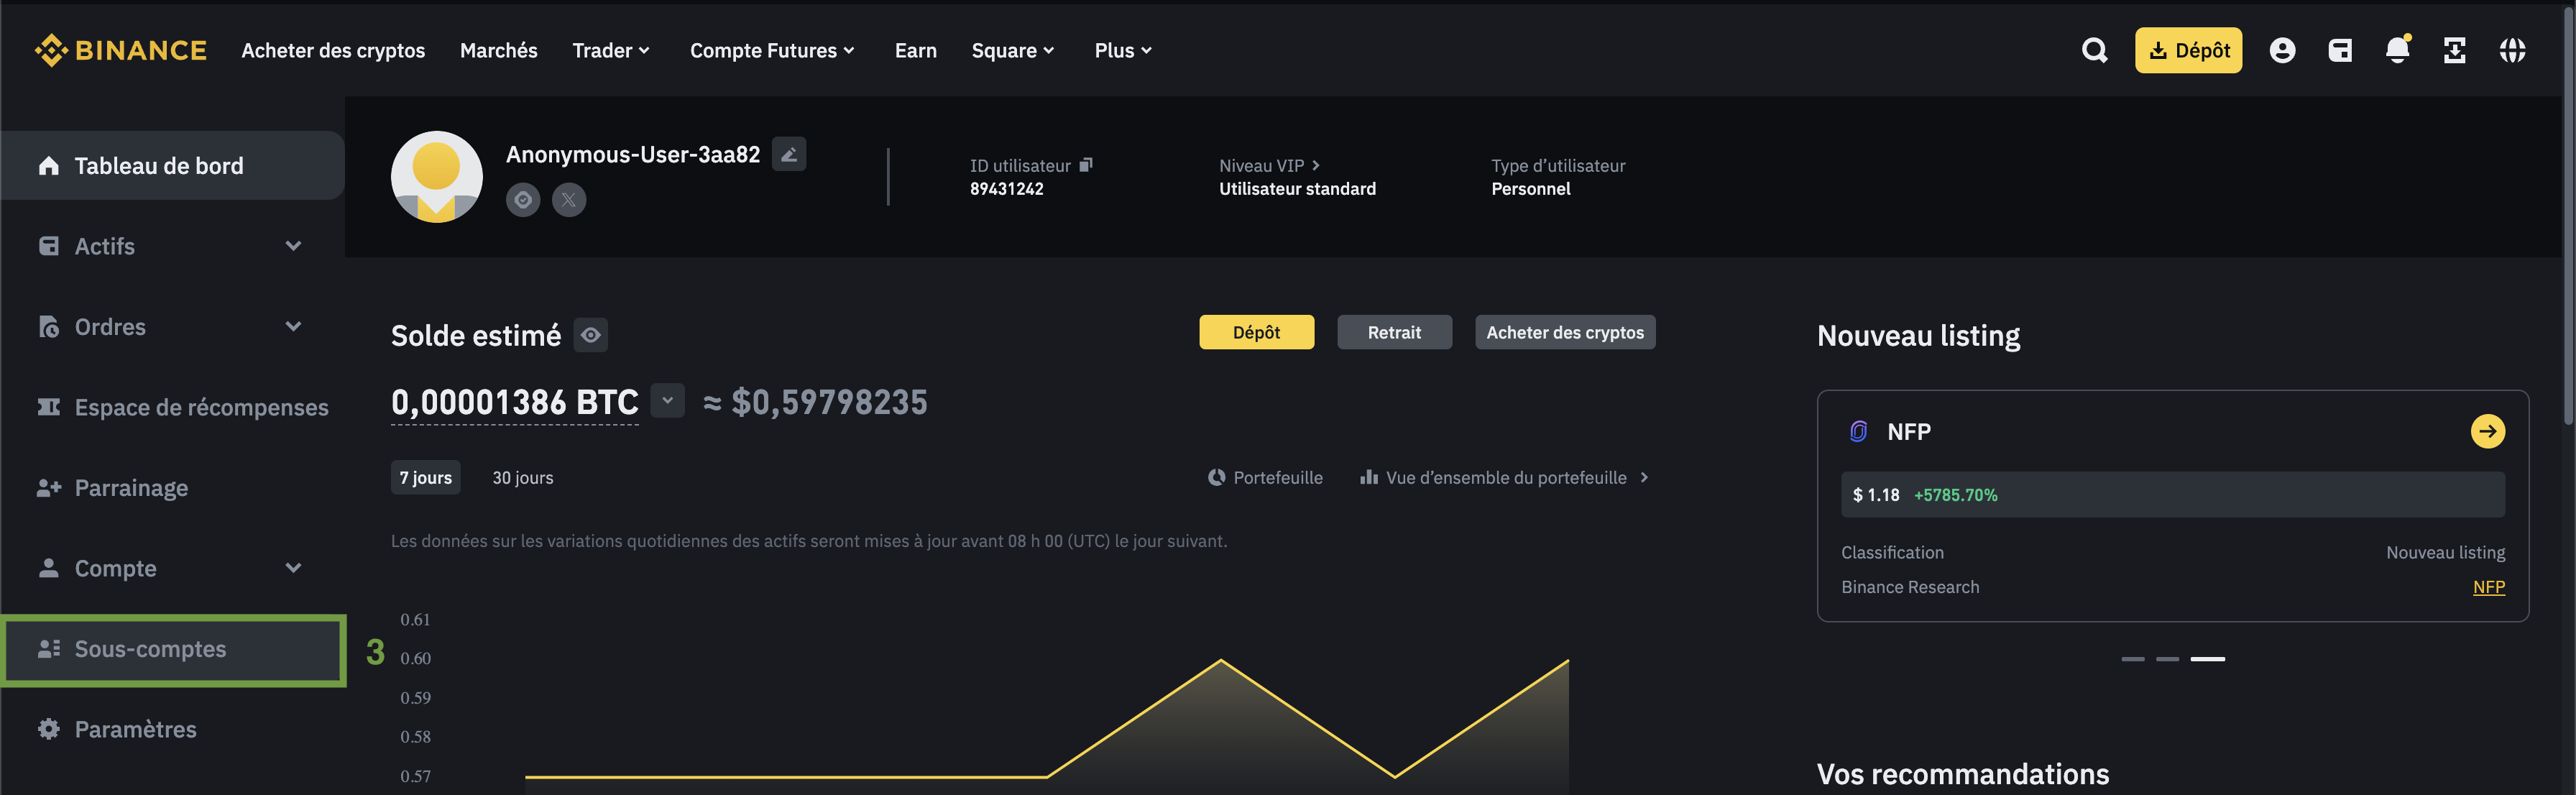 BINANCE Acheter des cryptos Marchés Trader Compte Futures Earn Square Plus Dépôt
Tableau de bord
Actifs
Ordres
Espace de récompenses
Parrainage
Compte
Sous-comptes 3
Paramètres
Anonymous-User-3aa82
ID utilisateur
89431242
Niveau VIP
Utilisateur standard
Type d’utilisateur
Personnel
Solde estimé
Dépôt Retrait Acheter des cryptos
0,00001386 BTC ≈ $0,59798235
7 jours 30 jours Portefeuille Vue d’ensemble du portefeuille
Les données sur les variations quotidiennes des actifs seront mises à jour avant 08 h 00 (UTC) le jour suivant.
0.61
0.60
0.59
0.58
0.57
Nouveau listing
NFP
$ 1.18 +5785.70%
Classification Nouveau listing
Binance Research NFP
Vos recommandations